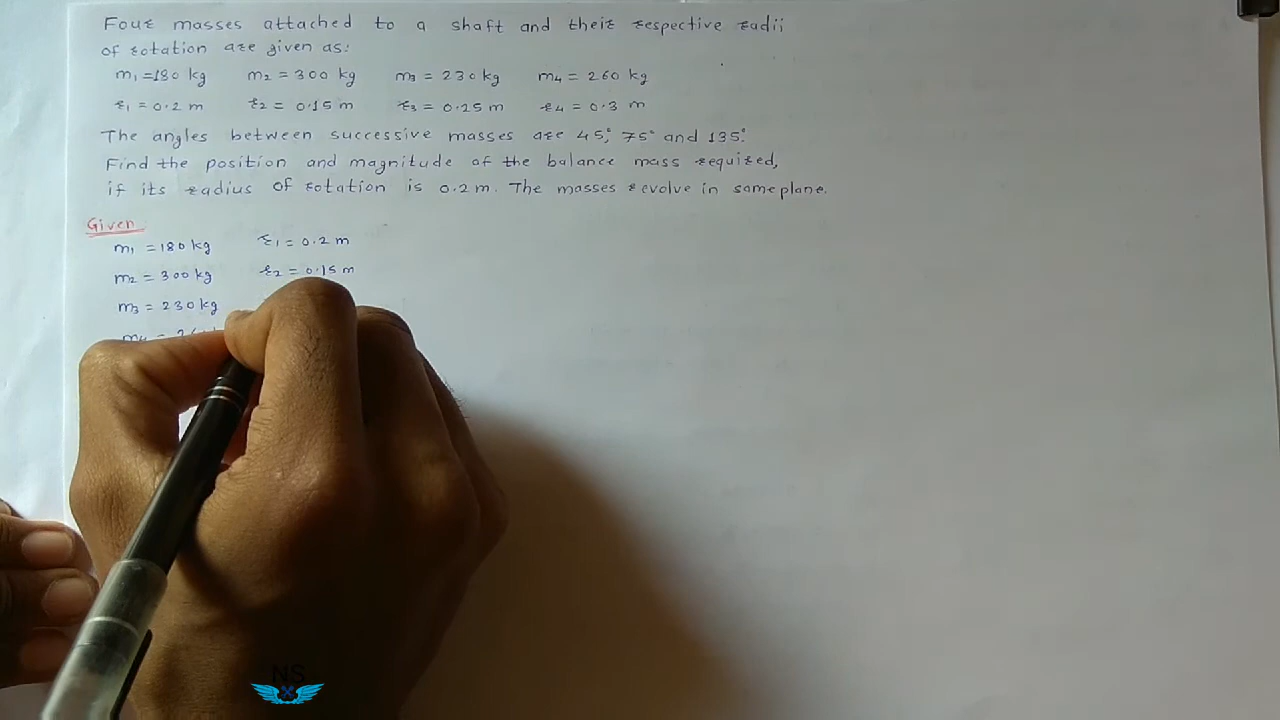 Four masses attached to a shaft and their respective radii
of rotation are given as:
m1 =180 kg m2 = 300 kg m3 = 230 kg m4 = 260 kg
r1 = 0.2 m r2 = 0.15 m r3 = 0.25 m r4 = 0.3 m
The angles between successive masses are 45°, 75° and 135°.
Find the position and magnitude of the balance mass required,
if its radius of rotation is 0.2 m. The masses revolve in same plane.
Given
m1 = 180 kg r1 = 0.2 m
m2 = 300 kg r2 = 0.15 m
m3 = 230 kg
NS